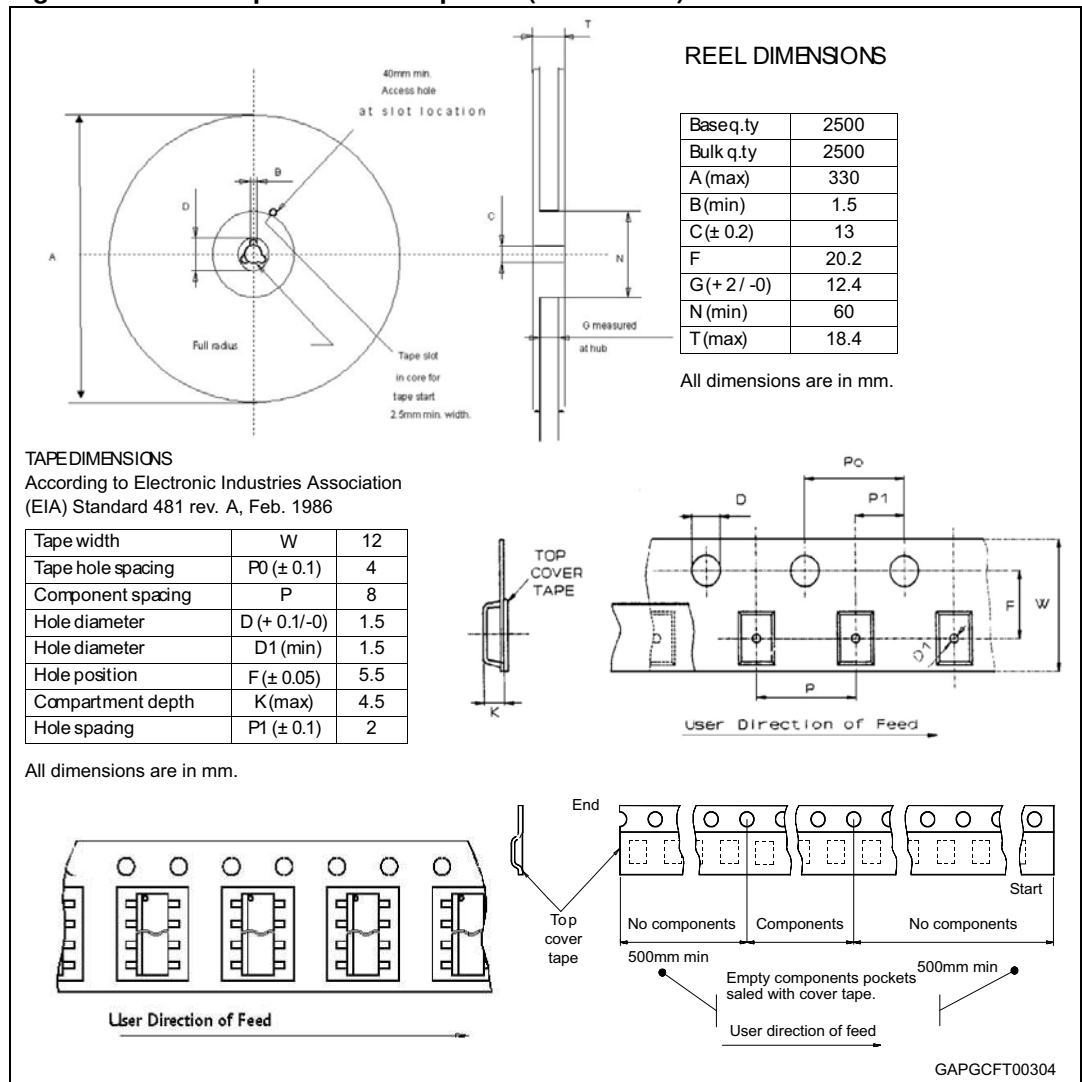 T
40mm min.
Access hole
at slot location
B
D
C
A
N
Full radius
Tape slot
in core for
tape start
2.5mm min. width.
G measured
at hub
REEL DIMENSIONS
Base q.ty 2500
Bulk q.ty 2500
A (max) 330
B (min) 1.5
C (± 0.2) 13
F 20.2
G (+ 2 / -0) 12.4
N (min) 60
T (max) 18.4
All dimensions are in mm.
TAPE DIMENSIONS
According to Electronic Industries Association
(EIA) Standard 481 rev. A, Feb. 1986
Tape width W 12
Tape hole spacing P0 (± 0.1) 4
Component spacing P 8
Hole diameter D (+ 0.1/-0) 1.5
Hole diameter D1 (min) 1.5
Hole position F (± 0.05) 5.5
Compartment depth K (max) 4.5
Hole spacing P1 (± 0.1) 2
All dimensions are in mm.
TOP
COVER
TAPE
K
Po
D
P1
F
W
D1
P
User Direction of Feed
User Direction of Feed
End
Start
Top
cover
tape
No components
Components
No components
500mm min
500mm min
Empty components pockets
saled with cover tape.
User direction of feed
GAPGCFT00304